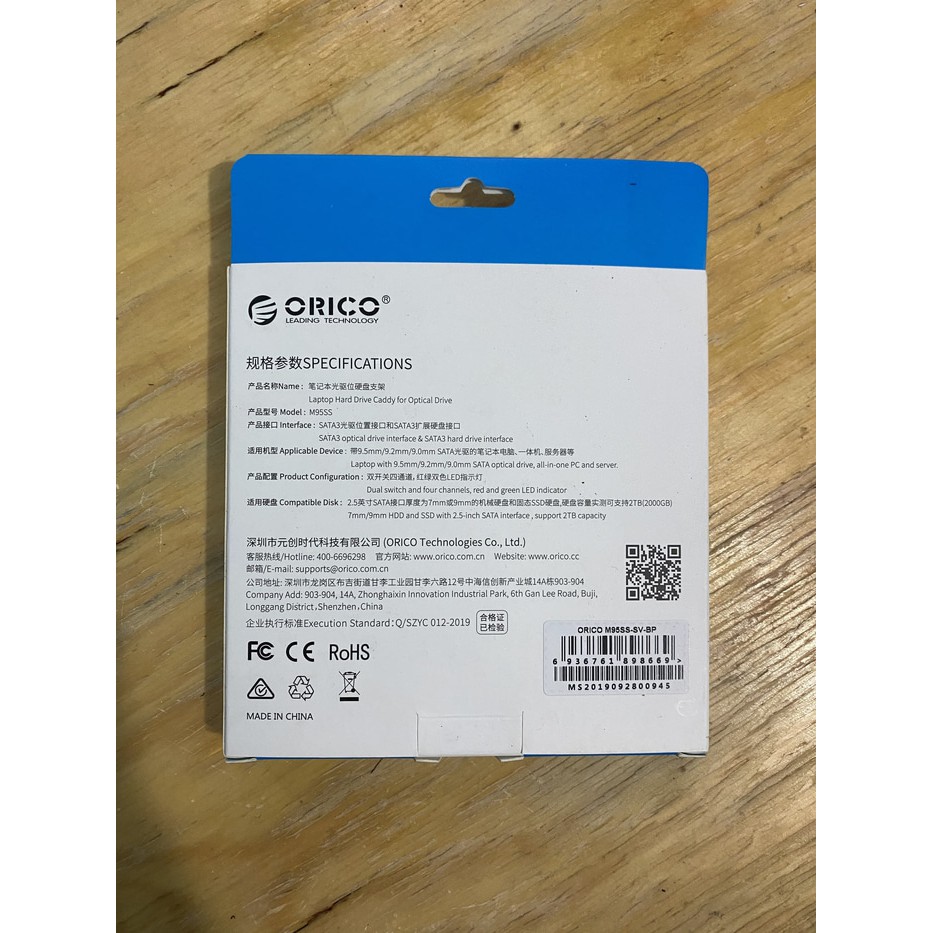 ORICO®
LEADING TECHNOLOGY
规格参数SPECIFICATIONS
产品名称Name：笔记本光驱位硬盘支架
Laptop Hard Drive Caddy for Optical Drive
产品型号 Model：M95SS
产品接口 Interface：SATA3光驱位置接口和SATA3扩展硬盘接口
SATA3 optical drive interface & SATA3 hard drive interface
适用机型 Applicable Device：带9.5mm/9.2mm/9.0mm SATA光驱的笔记本电脑、一体机、服务器等
Laptop with 9.5mm/9.2mm/9.0mm SATA optical drive, all-in-one PC and server.
产品配置 Product Configuration：双开关四通道，红绿双色LED指示灯
Dual switch and four channels, red and green LED indicator
适用硬盘 Compatible Disk：2.5英寸SATA接口厚度为7mm或9mm的机械硬盘和固态SSD硬盘，硬盘容量实测可支持2TB(2000GB)
7mm/9mm HDD and SSD with 2.5-inch SATA interface , support 2TB capacity
深圳市元创时代科技有限公司 (ORICO Technologies Co., Ltd.)
客服热线/Hotline: 400-6696298 官方网站: www.orico.com.cn Website: www.orico.cc
邮箱/E-mail: supports@orico.com.cn
公司地址: 深圳市龙岗区布吉街道甘李工业园甘李六路12号中海信创新产业城14A栋903-904
Company Add: 903-904, 14A, Zhonghaixin Innovation Industrial Park, 6th Gan Lee Road, Buji,
Longgang District , Shenzhen , China
企业执行标准Execution Standard：Q/SZYC 012-2019
合格证
已检验
FC CE RoHS
MADE IN CHINA
ORICO M95SS-SV-BP
6 936761 898669 >
MS2019092800945